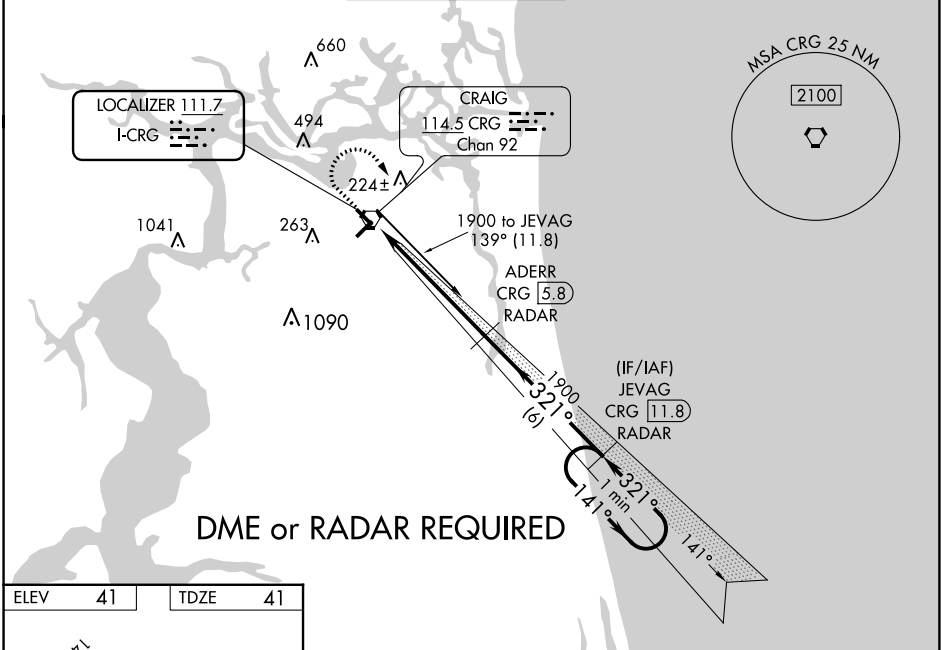 660
MSA CRG 25 NM
2100
LOCALIZER 111.7
I-CRG
494
CRAIG
114.5 CRG
Chan 92
224±
1041
263
1900 to JEVAG
139° (11.8)
ADERR
CRG 5.8
RADAR
1090
(IF/IAF)
JEVAG
CRG 11.8
RADAR
1900
321°
(6)
321°
1 min
141°
141°
DME or RADAR REQUIRED
ELEV 41
TDZE 41